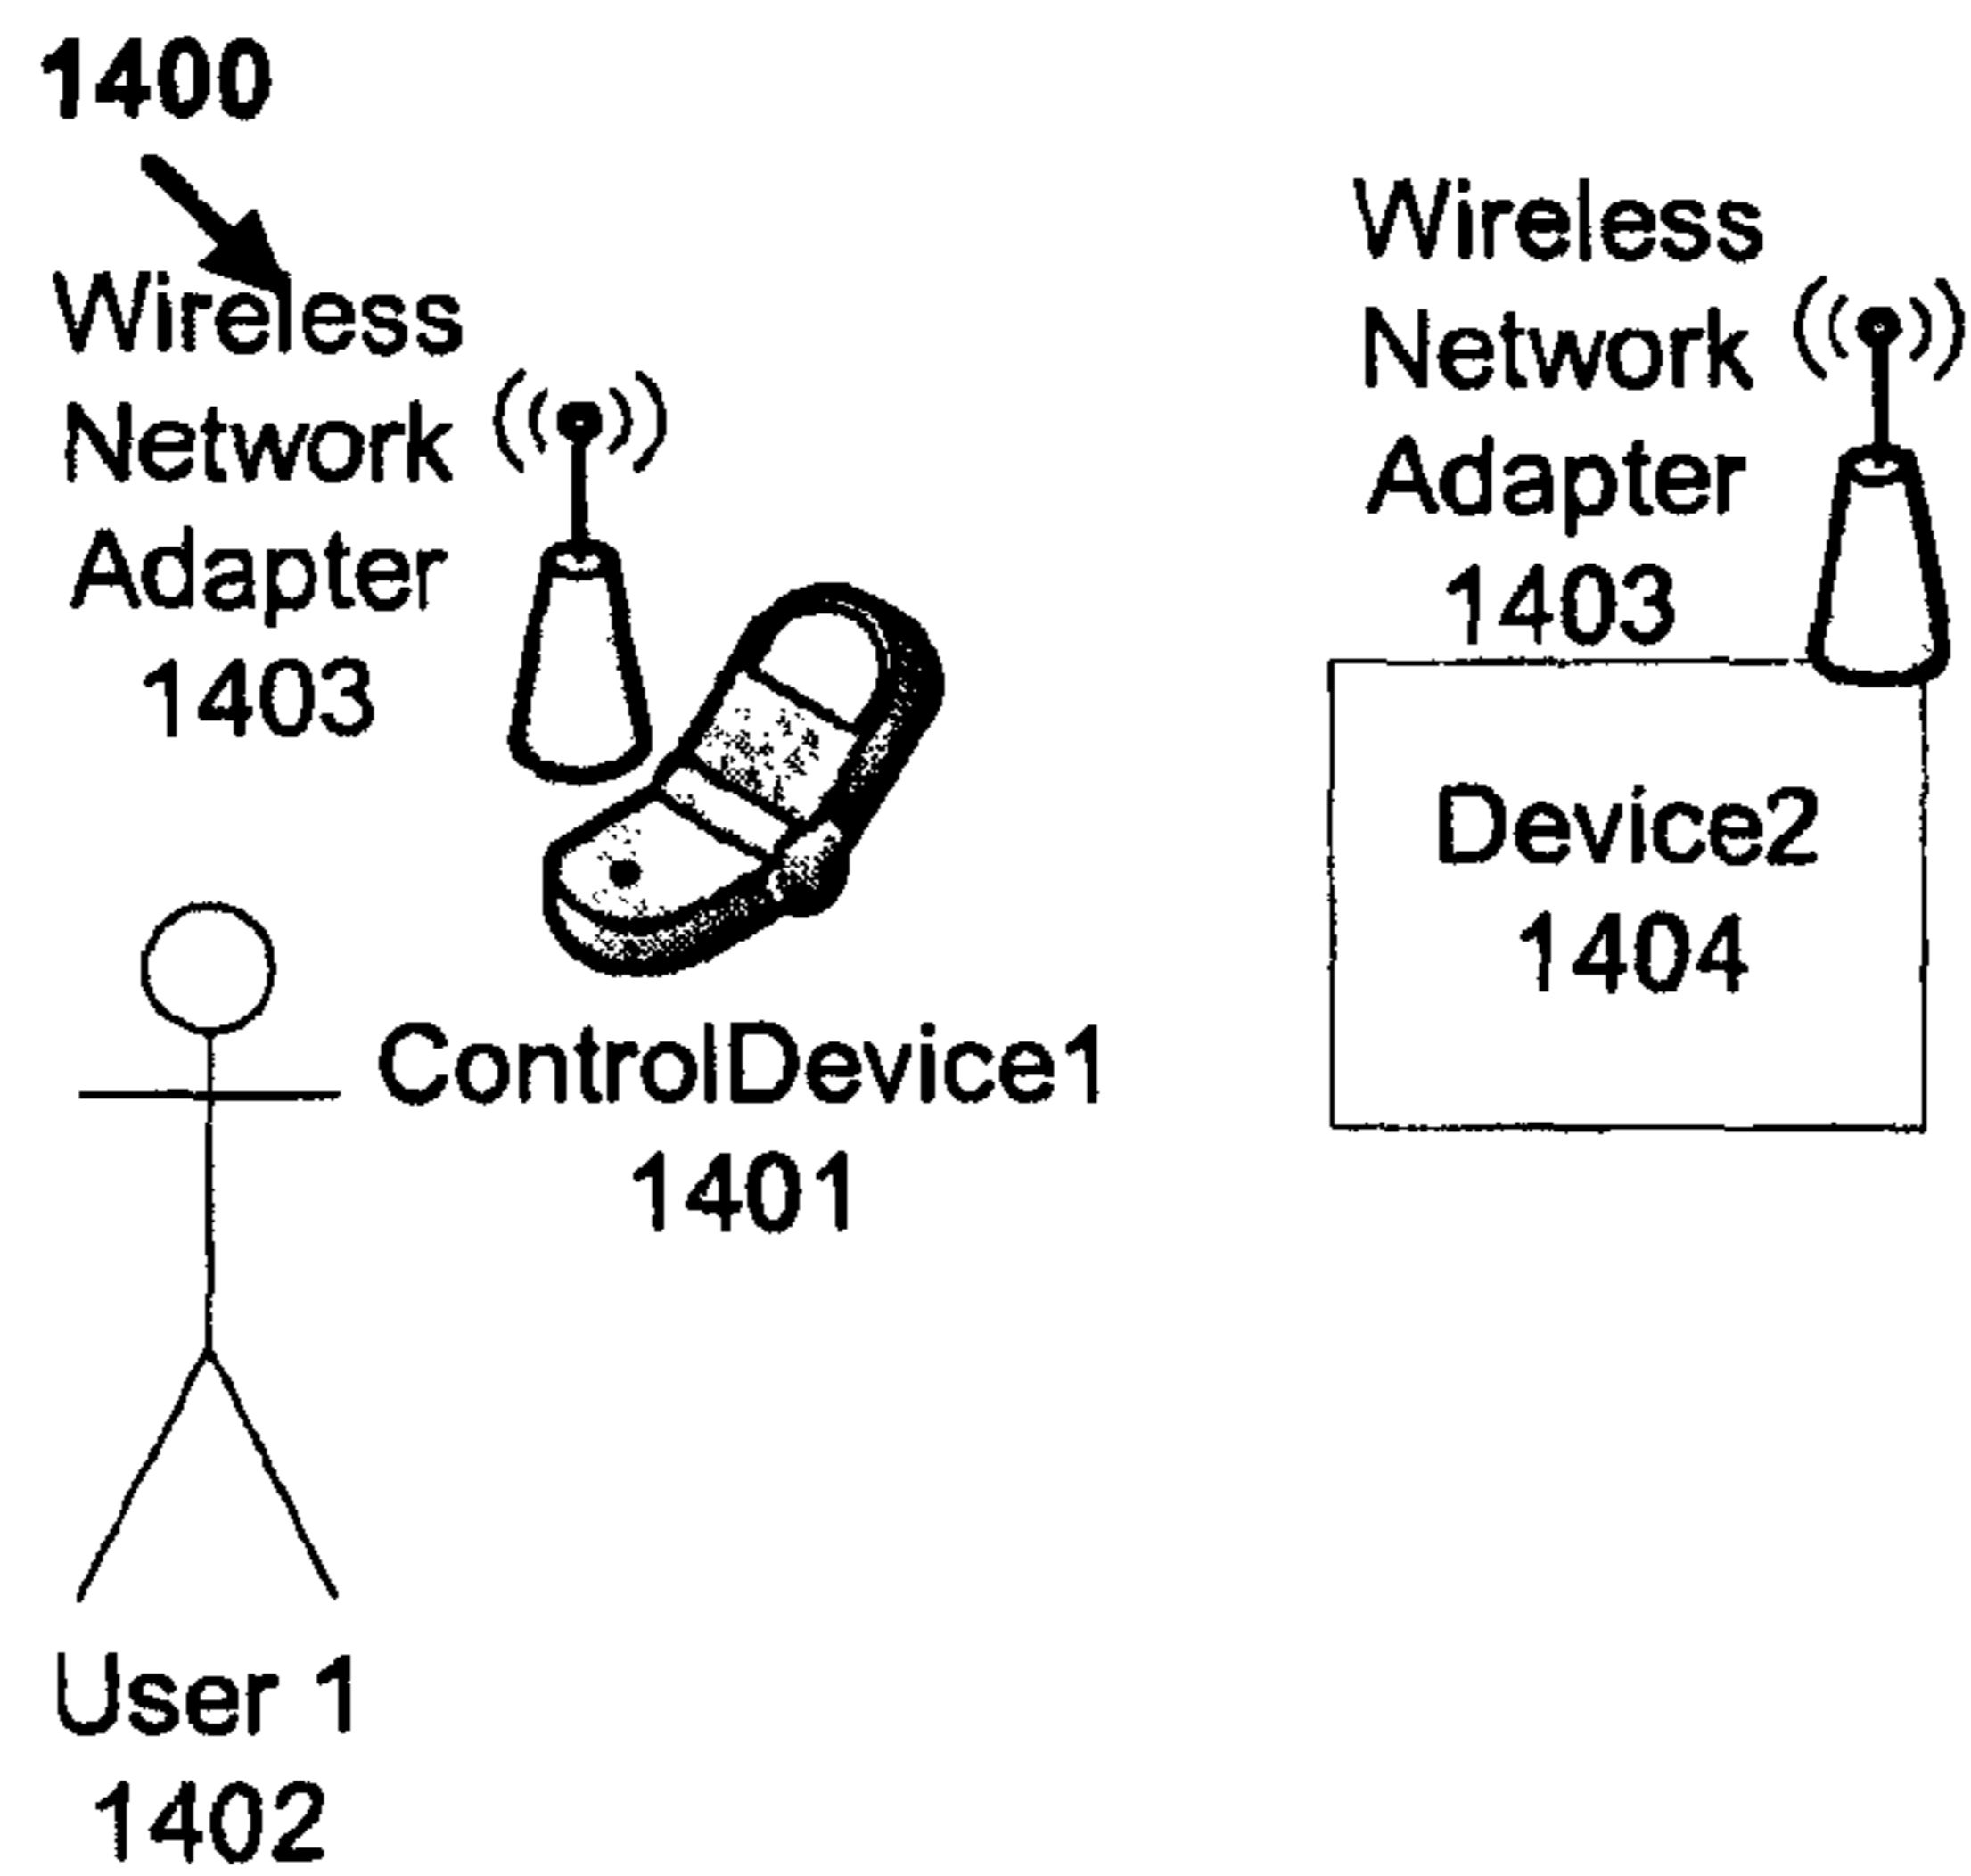 1400
Wireless
Network
Adapter
1403
Wireless
Network
Adapter
1403
Device2
1404
ControlDevice1
1401
User 1
1402